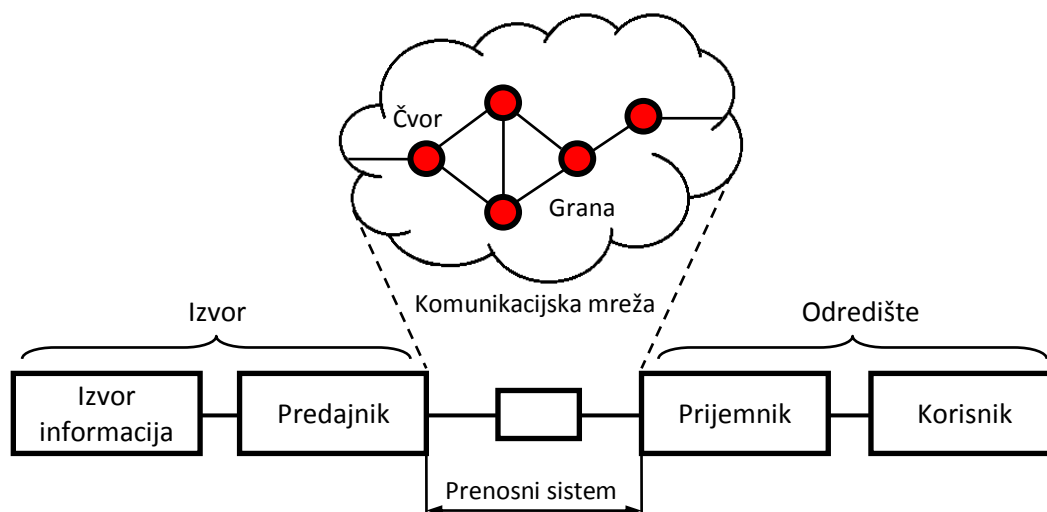 Čvor
Grana
Komunikacijska mreža
Izvor
Odredište
Izvor
informacija
Predajnik
Prijemnik
Korisnik
Prenosni sistem